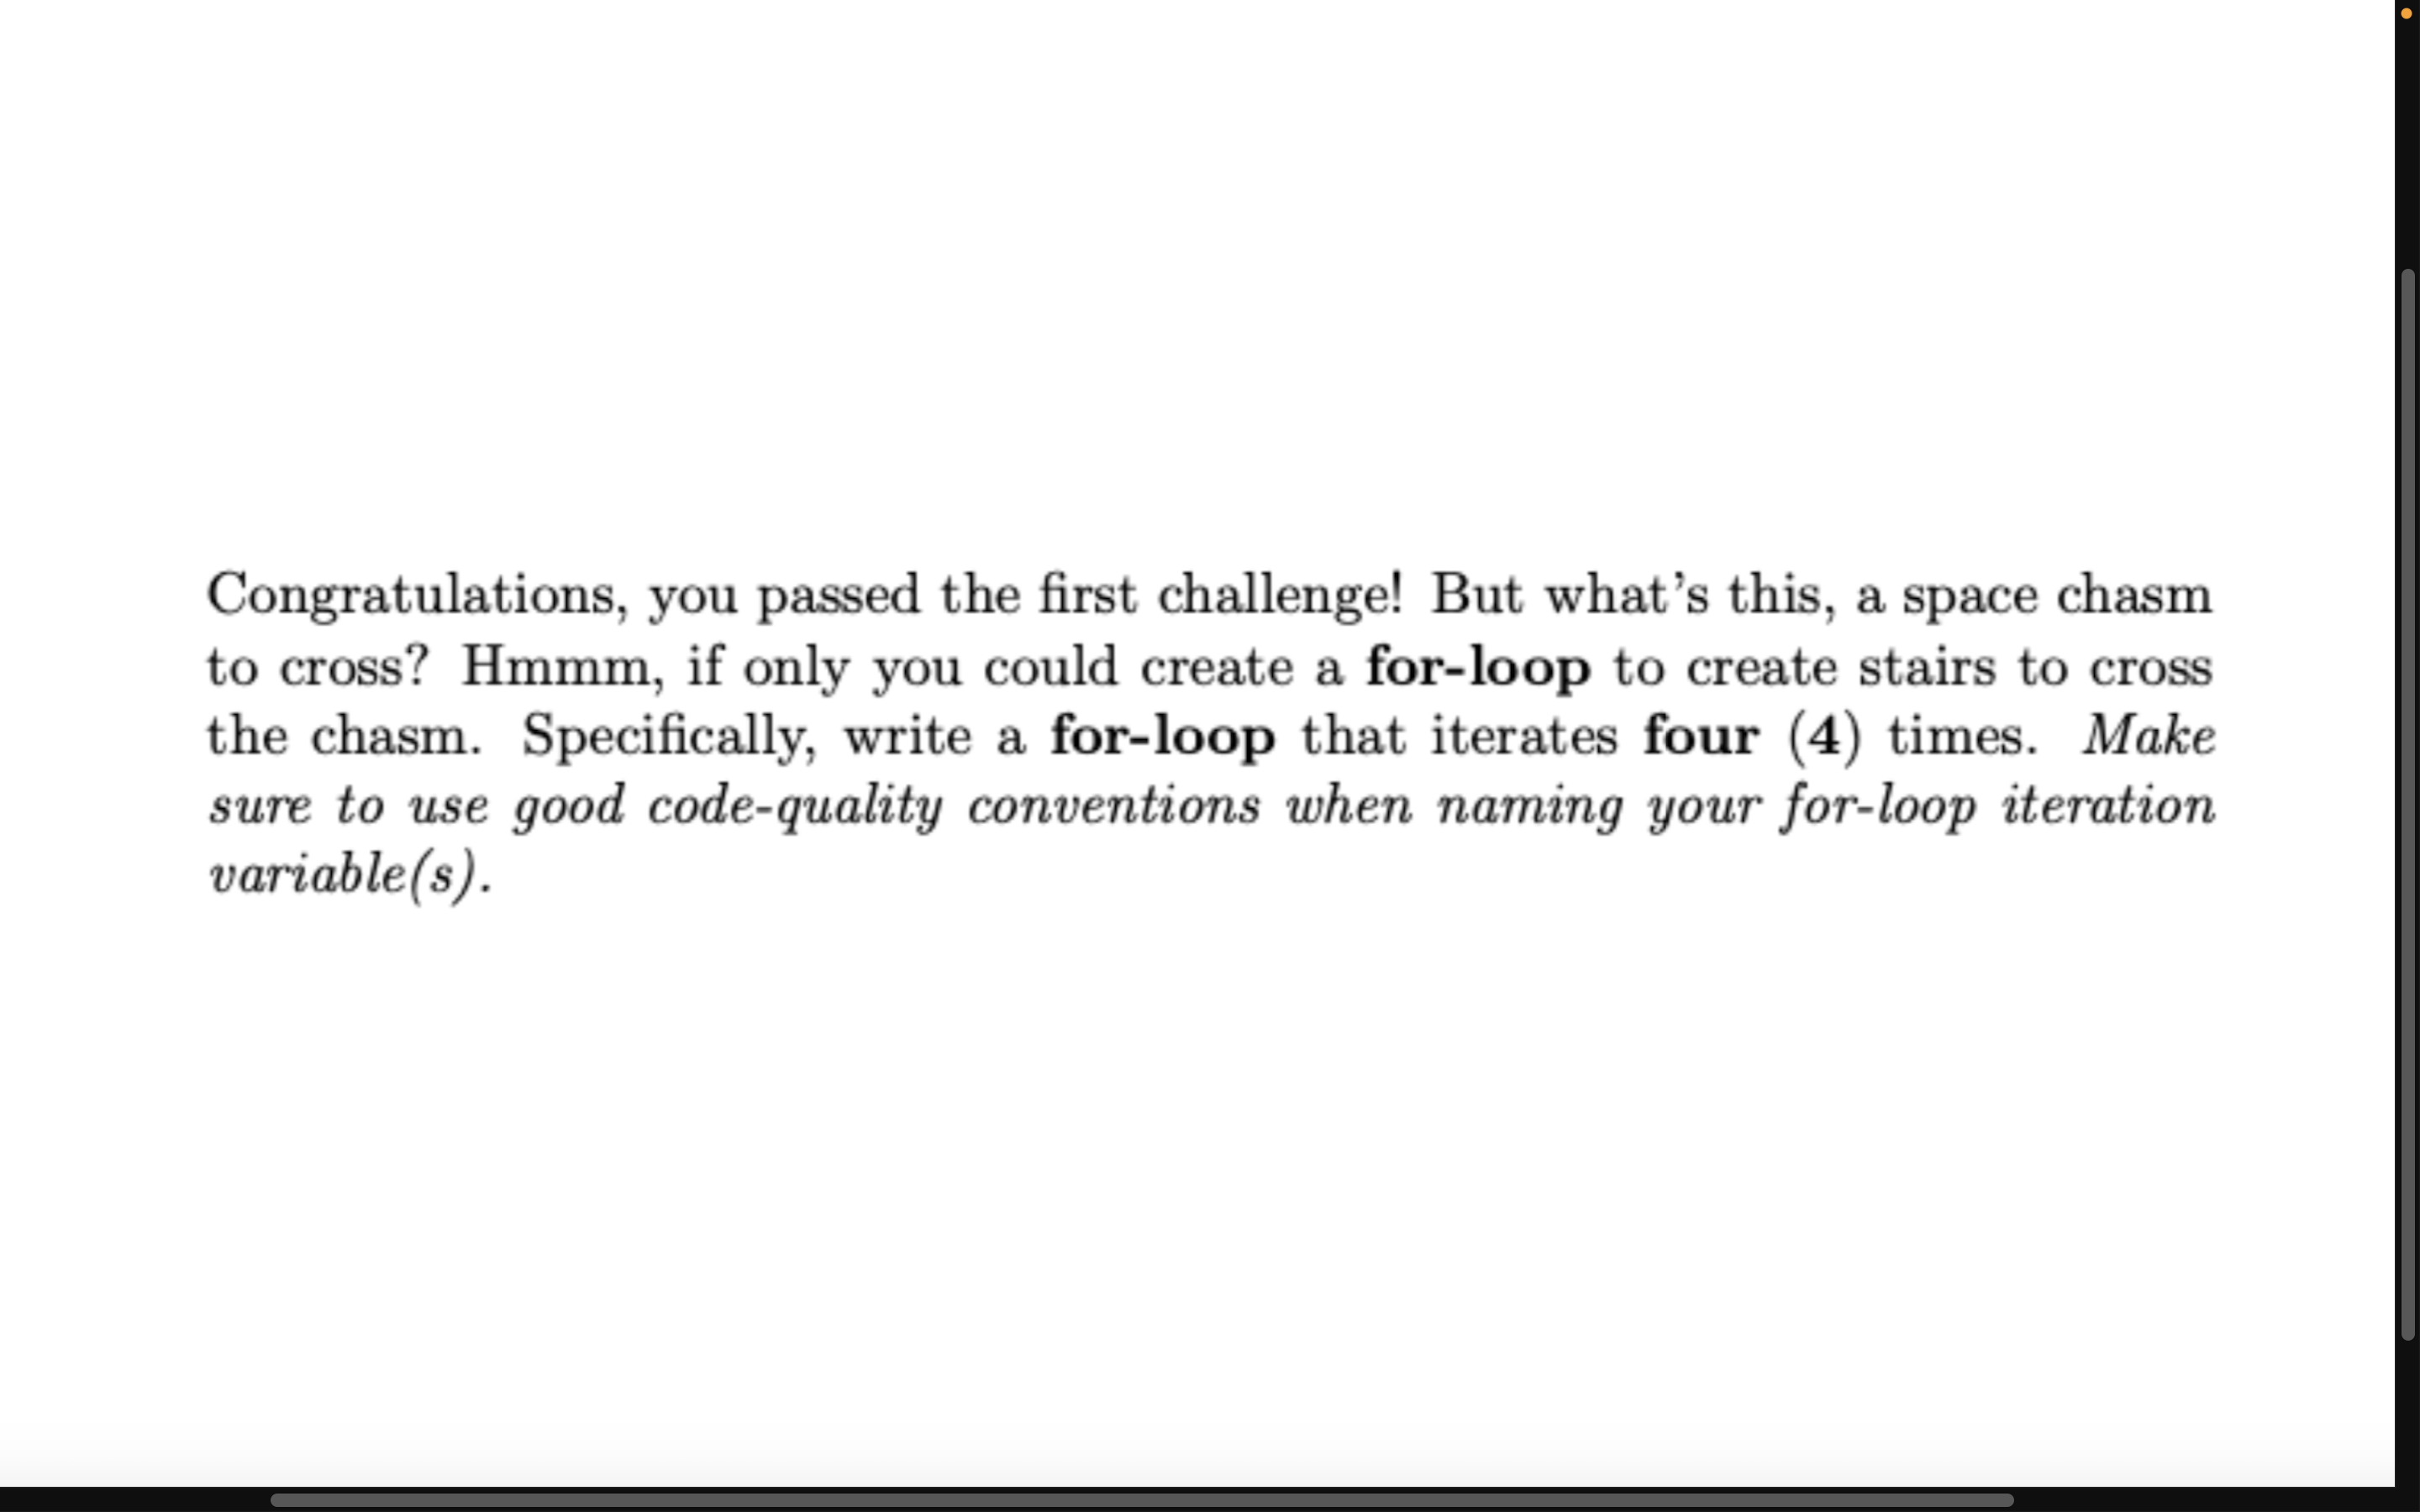 Congratulations, you passed the first challenge! But what’s this, a space chasm
to cross? Hmmm, if only you could create a for-loop to create stairs to cross
the chasm. Specifically, write a for-loop that iterates four (4) times. Make
sure to use good code-quality conventions when naming your for-loop iteration
variable(s).